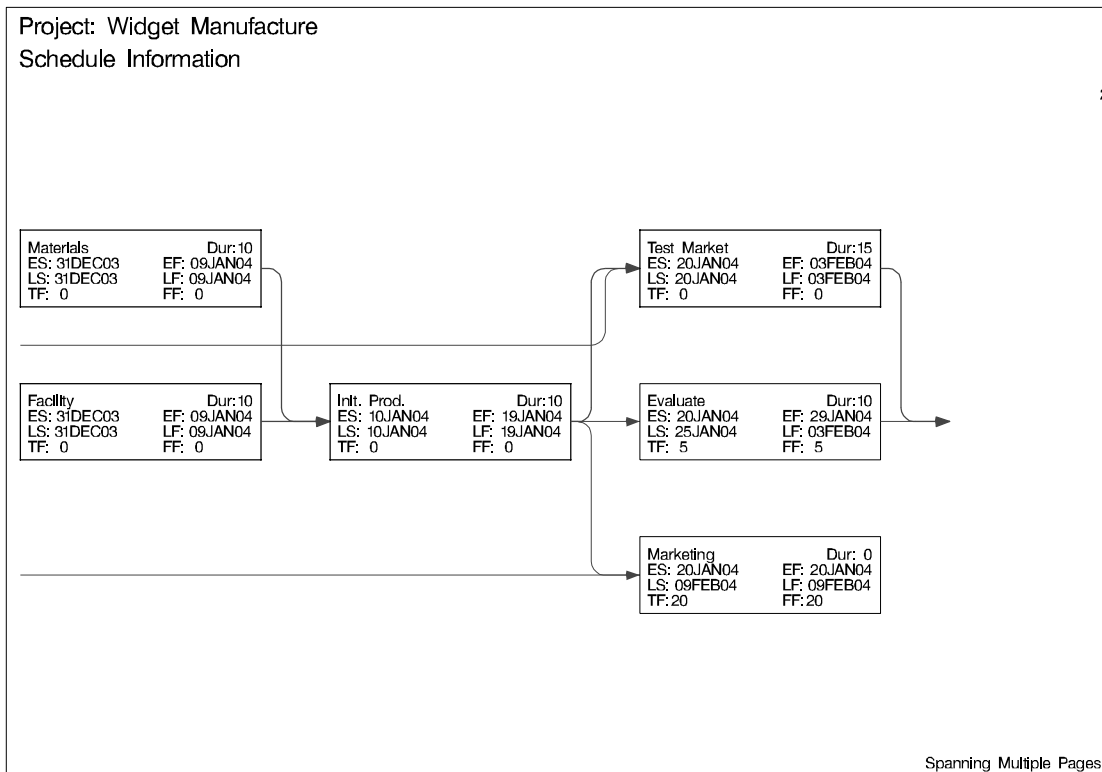 Project: Widget Manufacture
Schedule Information
Materials Dur:10
ES: 31DEC03 EF: 09JAN04
LS: 31DEC03 LF: 09JAN04
TF: 0 FF: 0
Test Market Dur:15
ES: 20JAN04 EF: 03FEB04
LS: 20JAN04 LF: 03FEB04
TF: 0 FF: 0
Facility Dur:10
ES: 31DEC03 EF: 09JAN04
LS: 31DEC03 LF: 09JAN04
TF: 0 FF: 0
Init. Prod. Dur:10
ES: 10JAN04 EF: 19JAN04
LS: 10JAN04 LF: 19JAN04
TF: 0 FF: 0
Evaluate Dur:10
ES: 20JAN04 EF: 29JAN04
LS: 25JAN04 LF: 03FEB04
TF: 5 FF: 5
Marketing Dur: 0
ES: 20JAN04 EF: 20JAN04
LS: 09FEB04 LF: 09FEB04
TF:20 FF:20
Spanning Multiple Pages